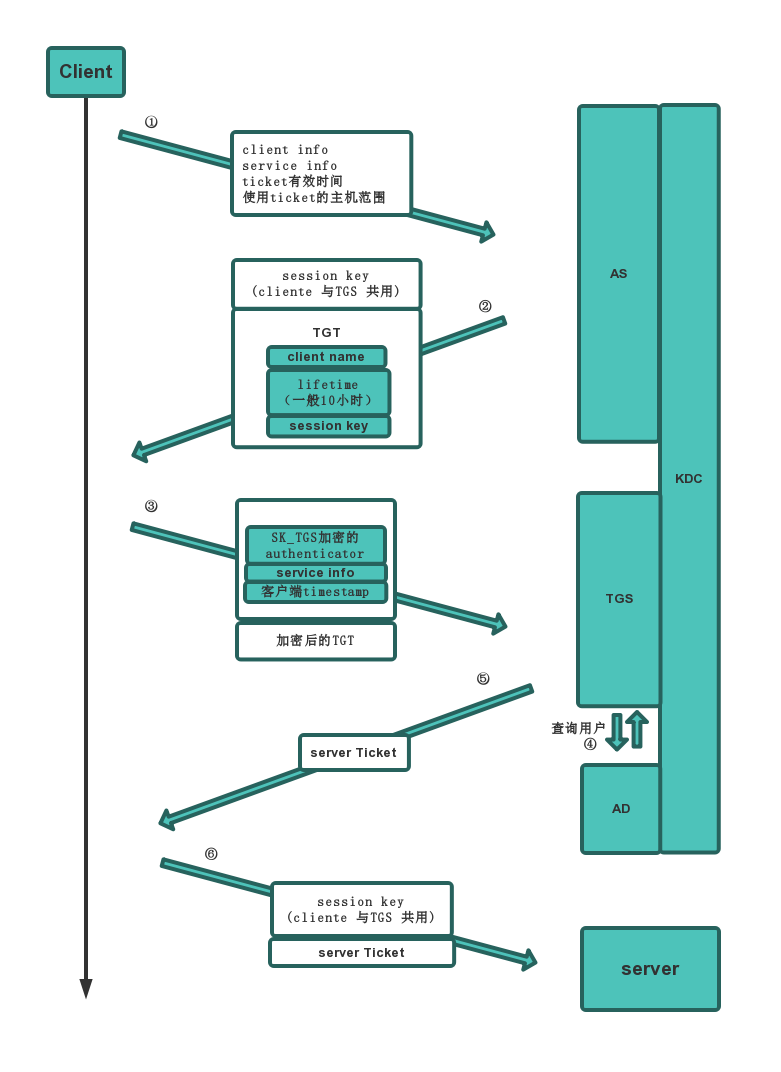 Client
①
client info
service info
ticket有效时间
使用ticket的主机范围
AS
session key
(cliente 与TGS 共用)
②
TGT
client name
lifetime
(一般10小时)
session key
KDC
③
SK_TGS加密的
authenticator
service info
客户端timestamp
加密后的TGT
TGS
⑤
查询用户
④
server Ticket
AD
⑥
session key
(cliente 与TGS 共用)
server Ticket
server